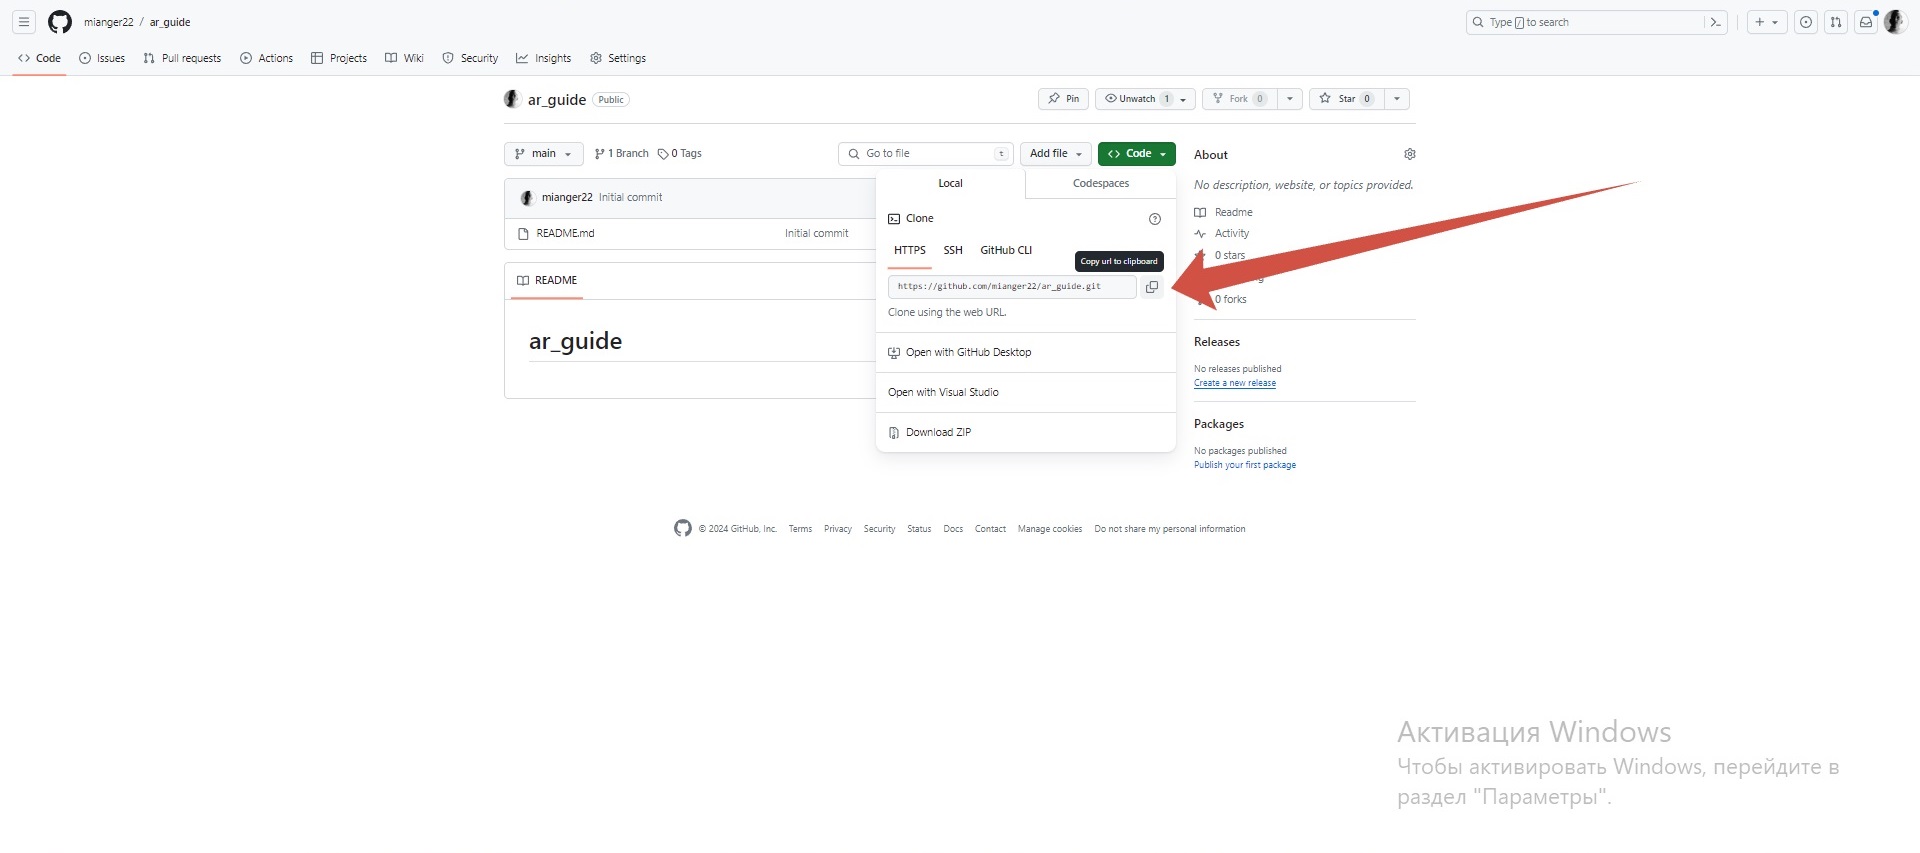 mianger22 / ar_guide
Type / to search
Code Issues Pull requests Actions Projects Wiki Security Insights Settings
ar_guide Public
Pin Unwatch 1 Fork 0 Star 0
main 1 Branch 0 Tags Go to file t Add file Code
mianger22 Initial commit
README.md Initial commit
README
ar_guide
Local Codespaces
Clone
HTTPS SSH GitHub CLI
Copy url to clipboard
https://github.com/mianger22/ar_guide.git
Clone using the web URL.
Open with GitHub Desktop
Open with Visual Studio
Download ZIP
About
No description, website, or topics provided.
Readme
Activity
0 stars
0 forks
Releases
No releases published
Create a new release
Packages
No packages published
Publish your first package
© 2024 GitHub, Inc. Terms Privacy Security Status Docs Contact Manage cookies Do not share my personal information
Активация Windows
Чтобы активировать Windows, перейдите в
раздел "Параметры".